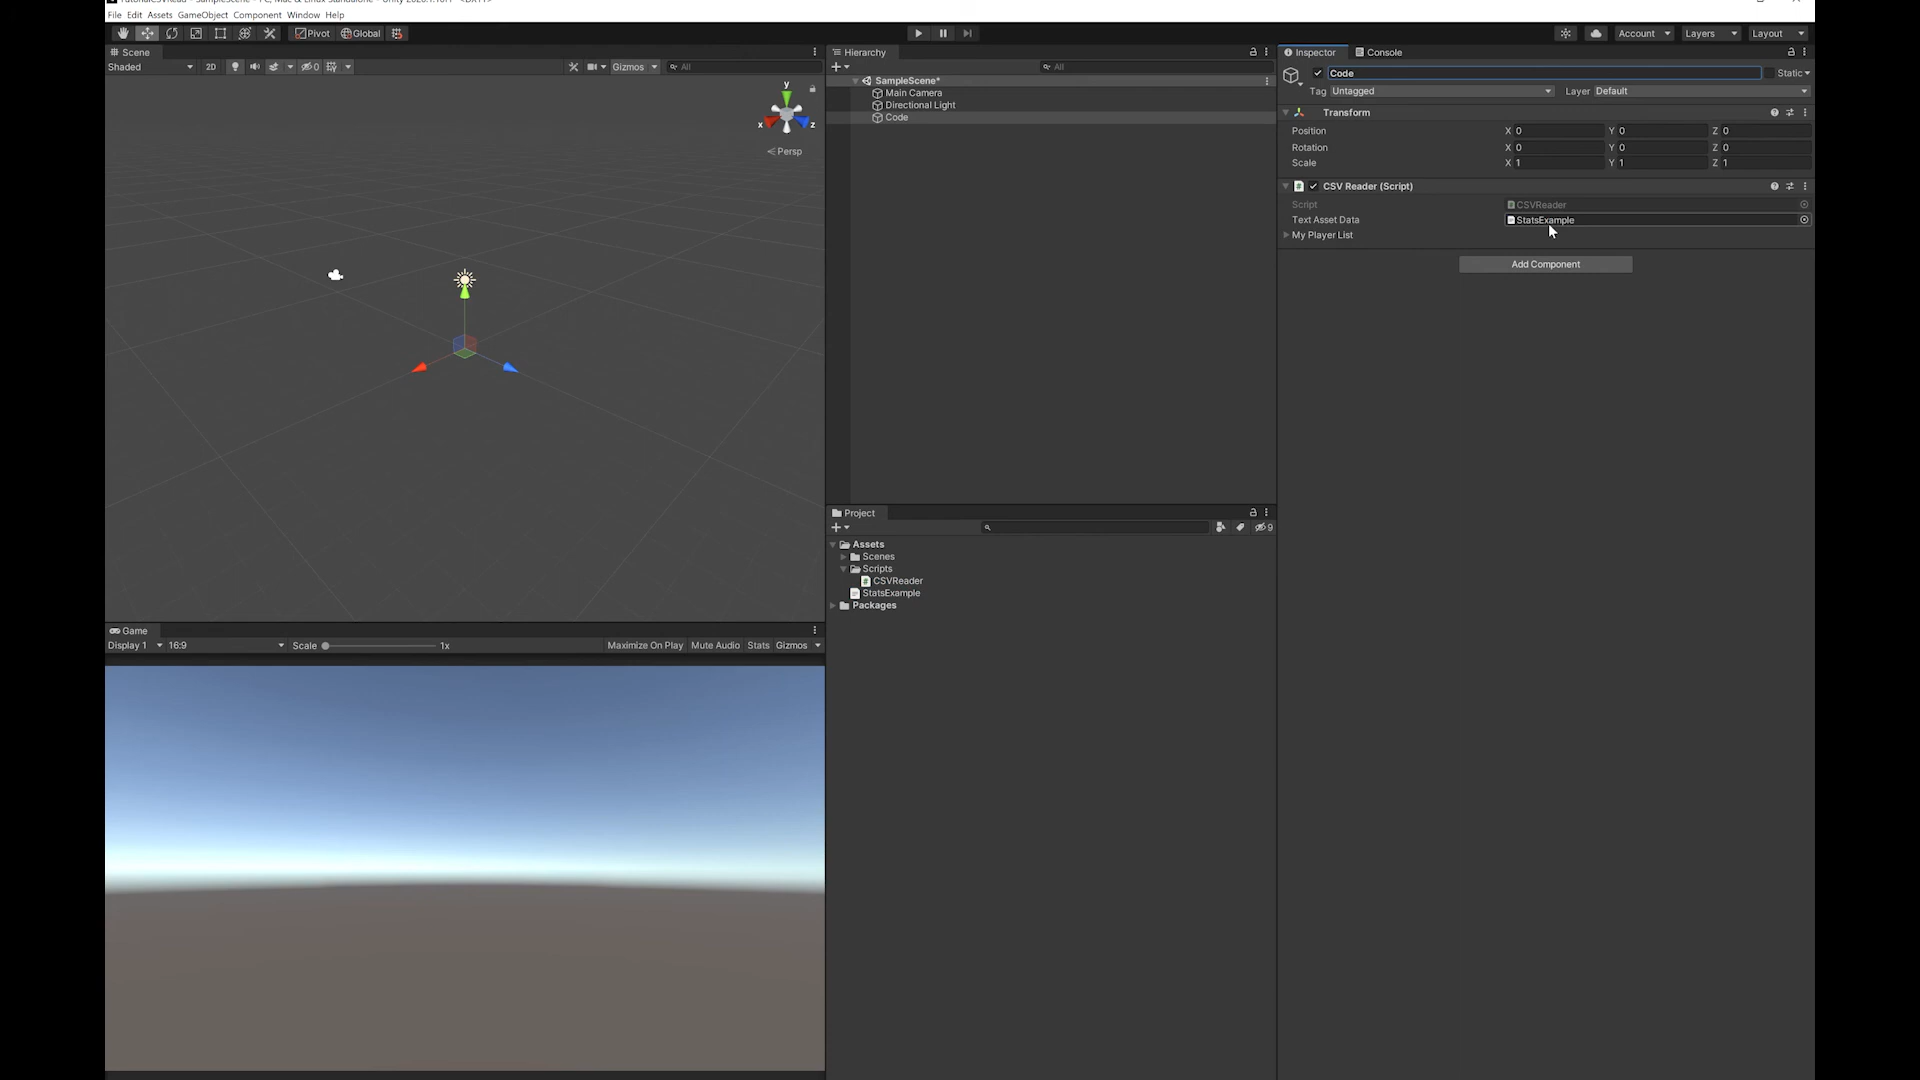 File Edit Assets GameObject Component Window Help
Pivot Global Account Layers Layout
Scene
Shaded 2D 0 Gizmos All
y
x z
Persp
Game
Display 1 16:9 Scale 1x Maximize On Play Mute Audio Stats Gizmos
Hierarchy
All
SampleScene*
Main Camera
Directional Light
Code
Project
9
Assets
Scenes
Scripts
CSVReader
StatsExample
Packages
Inspector Console
Code Static
Tag Untagged Layer Default
Transform
Position X 0 Y 0 Z 0
Rotation X 0 Y 0 Z 0
Scale X 1 Y 1 Z 1
# CSV Reader (Script)
Script CSVReader
Text Asset Data StatsExample
My Player List
Add Component